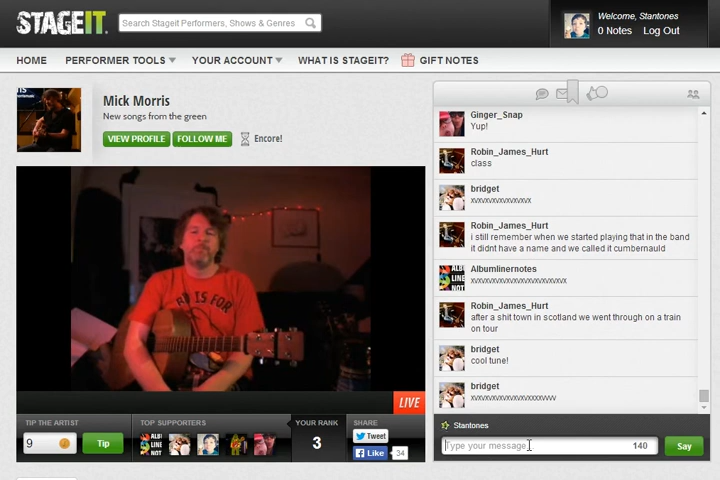 STAGEIT.
Search Stageit Performers, Shows & Genres
Welcome, Stantones
0 Notes Log Out
HOME PERFORMER TOOLS YOUR ACCOUNT WHAT IS STAGEIT? GIFT NOTES
Mick Morris
New songs from the green
VIEW PROFILE FOLLOW ME Encore!
LIVE
TIP THE ARTIST
9 Tip
TOP SUPPORTERS
ALB
LINE
NOT
YOUR RANK
3
SHARE
Tweet
Like 34
Ginger_Snap
Yup!
Robin_James_Hurt
class
bridget
xvxvxvxvxvxvxvxvx
Robin_James_Hurt
i still remember when we started playing that in the band
it didnt have a name and we called it cumbernauld
Albumlinernotes
Robin_James_Hurt
after a shit town in scotland we went through on a train
on tour
bridget
cool tune!
bridget
Stantones
Type your message... 140 Say